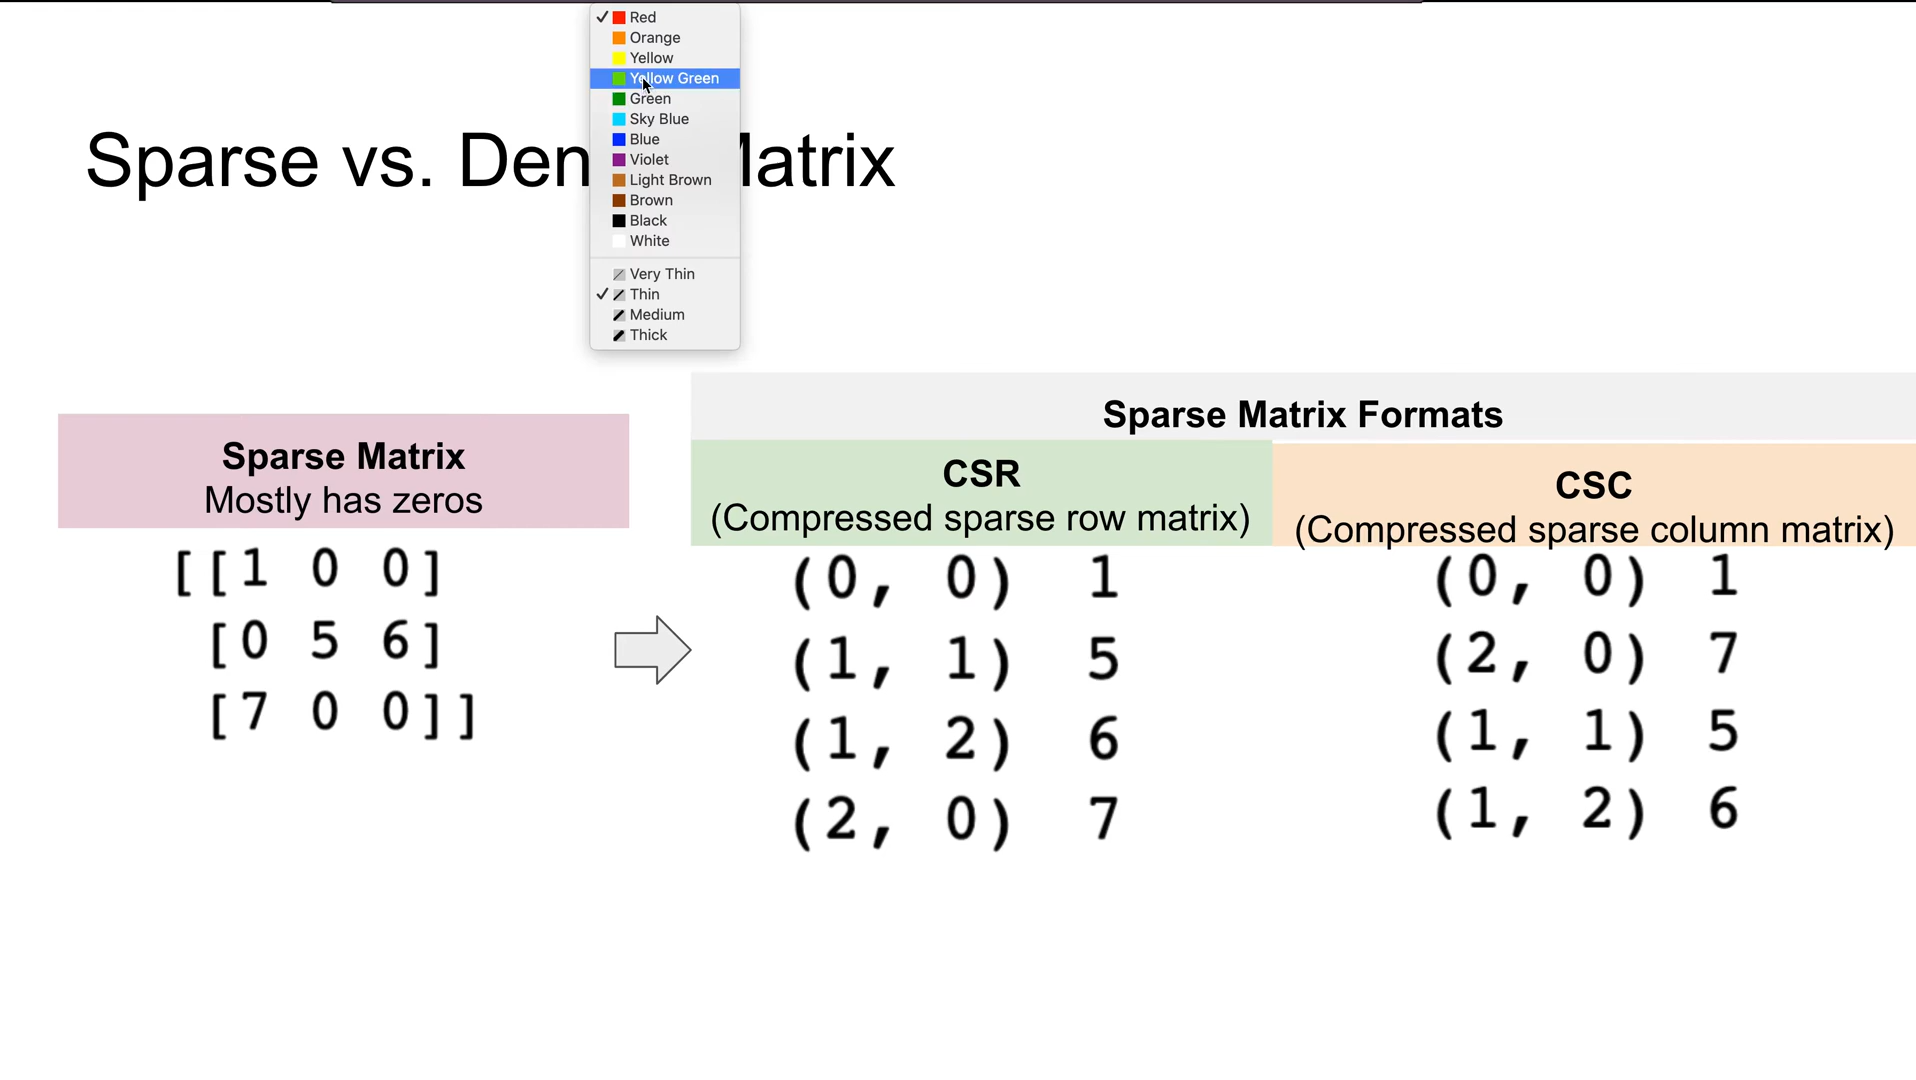 Red
Orange
Yellow
Yellow Green
Green
Sky Blue
Blue
Violet
Light Brown
Brown
Black
White
Very Thin
Thin
Medium
Thick
Sparse vs. Den atrix
Sparse Matrix
Mostly has zeros
[[1 0 0]
[0 5 6]
[7 0 0]]
Sparse Matrix Formats
CSR
(Compressed sparse row matrix)
(0, 0) 1
(1, 1) 5
(1, 2) 6
(2, 0) 7
CSC
(Compressed sparse column matrix)
(0, 0) 1
(2, 0) 7
(1, 1) 5
(1, 2) 6